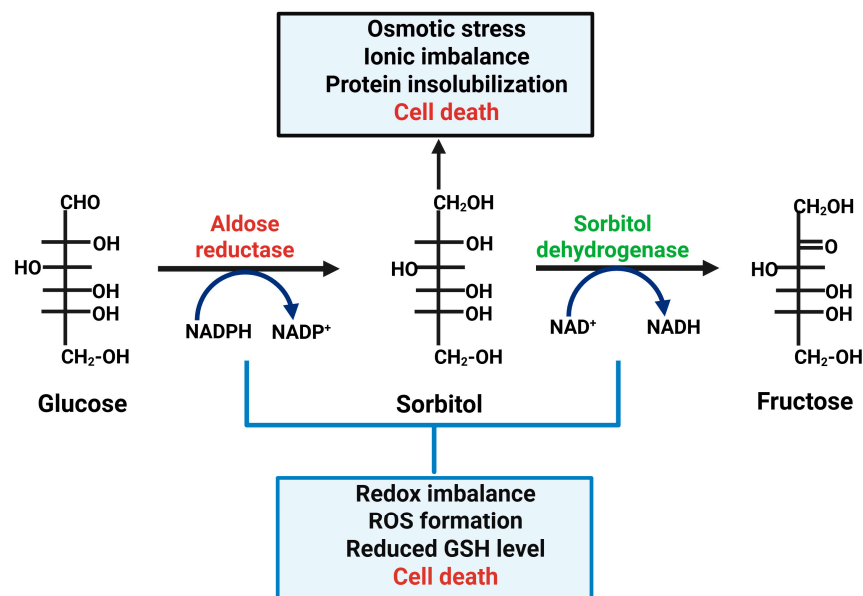 Osmotic stress
Ionic imbalance
Protein insolubilization
Cell death
CHO
OH
HO
OH
OH
CH₂-OH
Glucose
Aldose
reductase
NADPH
NADP⁺
CH₂OH
OH
HO
OH
OH
CH₂-OH
Sorbitol
Sorbitol
dehydrogenase
NAD⁺
NADH
CH₂OH
O
HO
OH
OH
CH₂-OH
Fructose
Redox imbalance
ROS formation
Reduced GSH level
Cell death